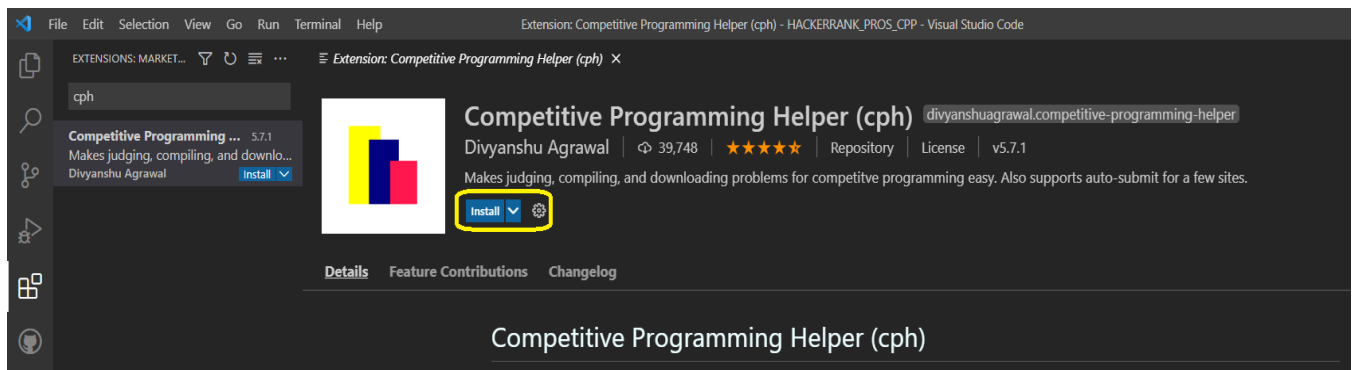 File Edit Selection View Go Run Terminal Help
Extension: Competitive Programming Helper (cph) - HACKERRANK_PROS_CPP - Visual Studio Code
EXTENSIONS: MARKET...
cph
Competitive Programming ... 5.7.1
Makes judging, compiling, and downlo...
Divyanshu Agrawal Install
Extension: Competitive Programming Helper (cph)
Competitive Programming Helper (cph) divyanshuagrawal.competitive-programming-helper
Divyanshu Agrawal 39,748 Repository License v5.7.1
Makes judging, compiling, and downloading problems for competitve programming easy. Also supports auto-submit for a few sites.
Install
Details Feature Contributions Changelog
Competitive Programming Helper (cph)